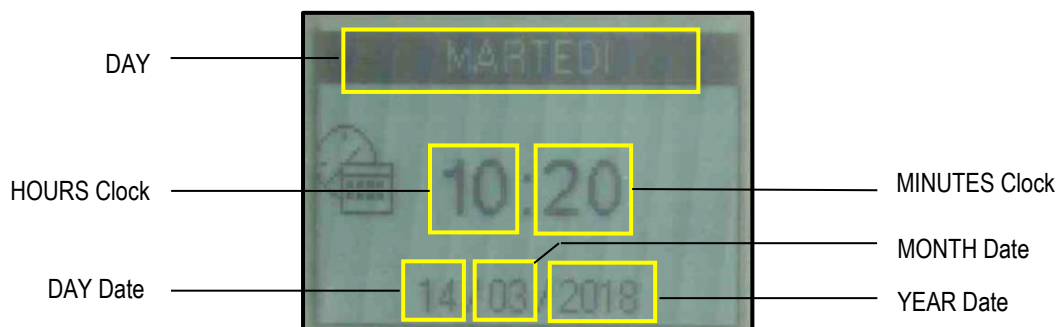 DAY
MARTEDI
HOURS Clock
10:20
MINUTES Clock
MONTH Date
DAY Date
14/03/2018
YEAR Date